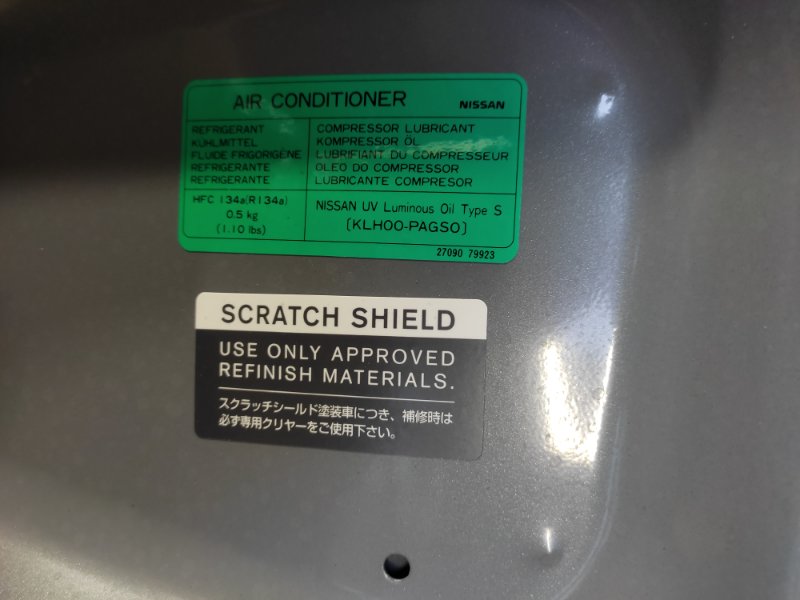 AIR CONDITIONER NISSAN
REFRIGERANT COMPRESSOR LUBRICANT
KUHLMITTEL KOMPRESSOR ÖL
FLUIDE FRIGORIGÈNE LUBRIFIANT DU COMPRESSEUR
REFRIGERANTE OLEO DO COMPRESSOR
REFRIGERANTE LUBRICANTE COMPRESOR
HFC 134a(R134a) NISSAN UV Luminous Oil Type S
0.5 kg [KLH00-PAGSO]
(1.10 lbs)
27090 79923
SCRATCH SHIELD
USE ONLY APPROVED
REFINISH MATERIALS.
スクラッチシールド塗装車につき、補修時は
必ず専用クリヤーをご使用下さい。